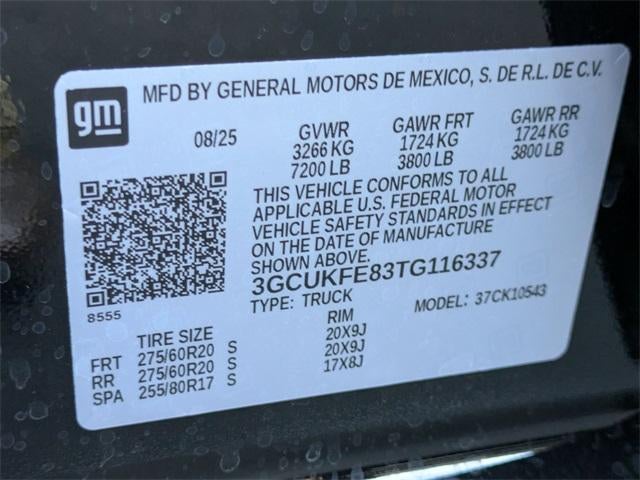 gm
MFD BY GENERAL MOTORS DE MEXICO, S. DE R.L. DE C.V.
08/25 GVWR GAWR FRT GAWR RR
3266 KG 1724 KG 1724 KG
7200 LB 3800 LB 3800 LB
THIS VEHICLE CONFORMS TO ALL
APPLICABLE U.S. FEDERAL MOTOR
VEHICLE SAFETY STANDARDS IN EFFECT
ON THE DATE OF MANUFACTURE
SHOWN ABOVE.
3GCUKFE83TG116337
8555
TYPE: TRUCK MODEL: 37CK10543
TIRE SIZE RIM
FRT 275/60R20 S 20X9J
RR 275/60R20 S 20X9J
SPA 255/80R17 S 17X8J